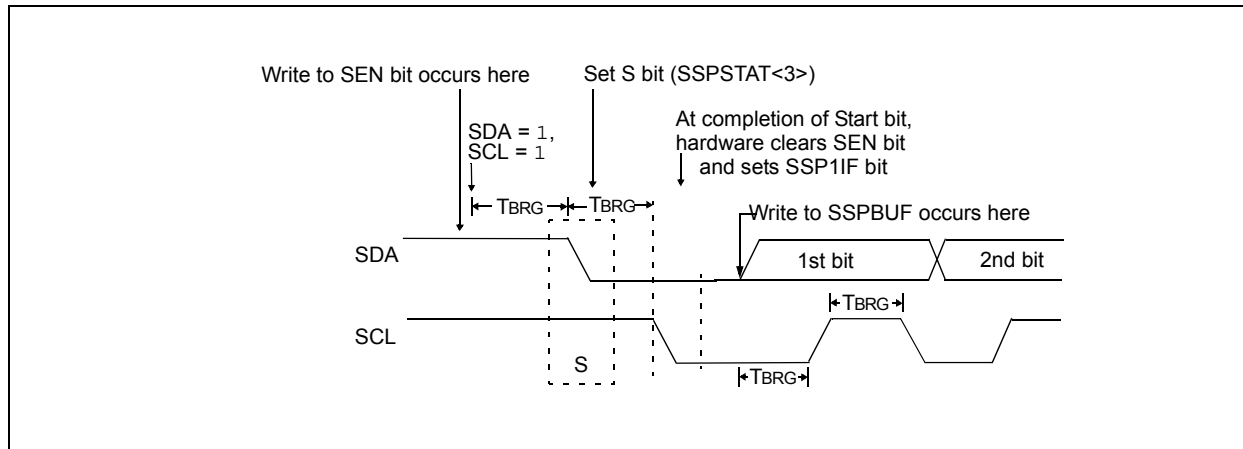 Write to SEN bit occurs here
Set S bit (SSPSTAT<3>)
SDA = 1,
SCL = 1
At completion of Start bit,
hardware clears SEN bit
and sets SSP1IF bit
TBRG
TBRG
Write to SSPBUF occurs here
SDA
1st bit
2nd bit
TBRG
SCL
S
TBRG